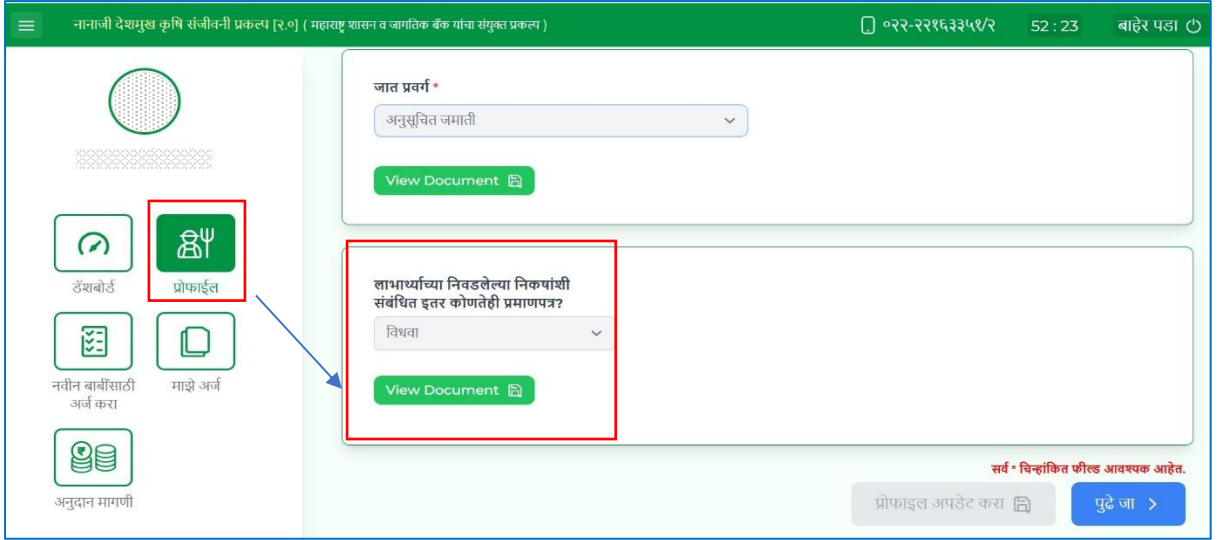 नानाजी देशमुख कृषि संजीवनी प्रकल्प [२.०] ( महाराष्ट्र शासन व जागतिक बँक यांचा संयुक्त प्रकल्प )
०२२-२२१६३३५१/२
52 : 23
बाहेर पडा
डॅशबोर्ड
प्रोफाईल
नवीन बाबींसाठी
अर्ज करा
माझे अर्ज
अनुदान मागणी
जात प्रवर्ग *
अनुसूचित जमाती
View Document
लाभार्थ्याच्या निवडलेल्या निकषांशी
संबंधित इतर कोणतेही प्रमाणपत्र?
विधवा
View Document
सर्व * चिन्हांकित फील्ड आवश्यक आहेत.
प्रोफाइल अपडेट करा
पुढे जा